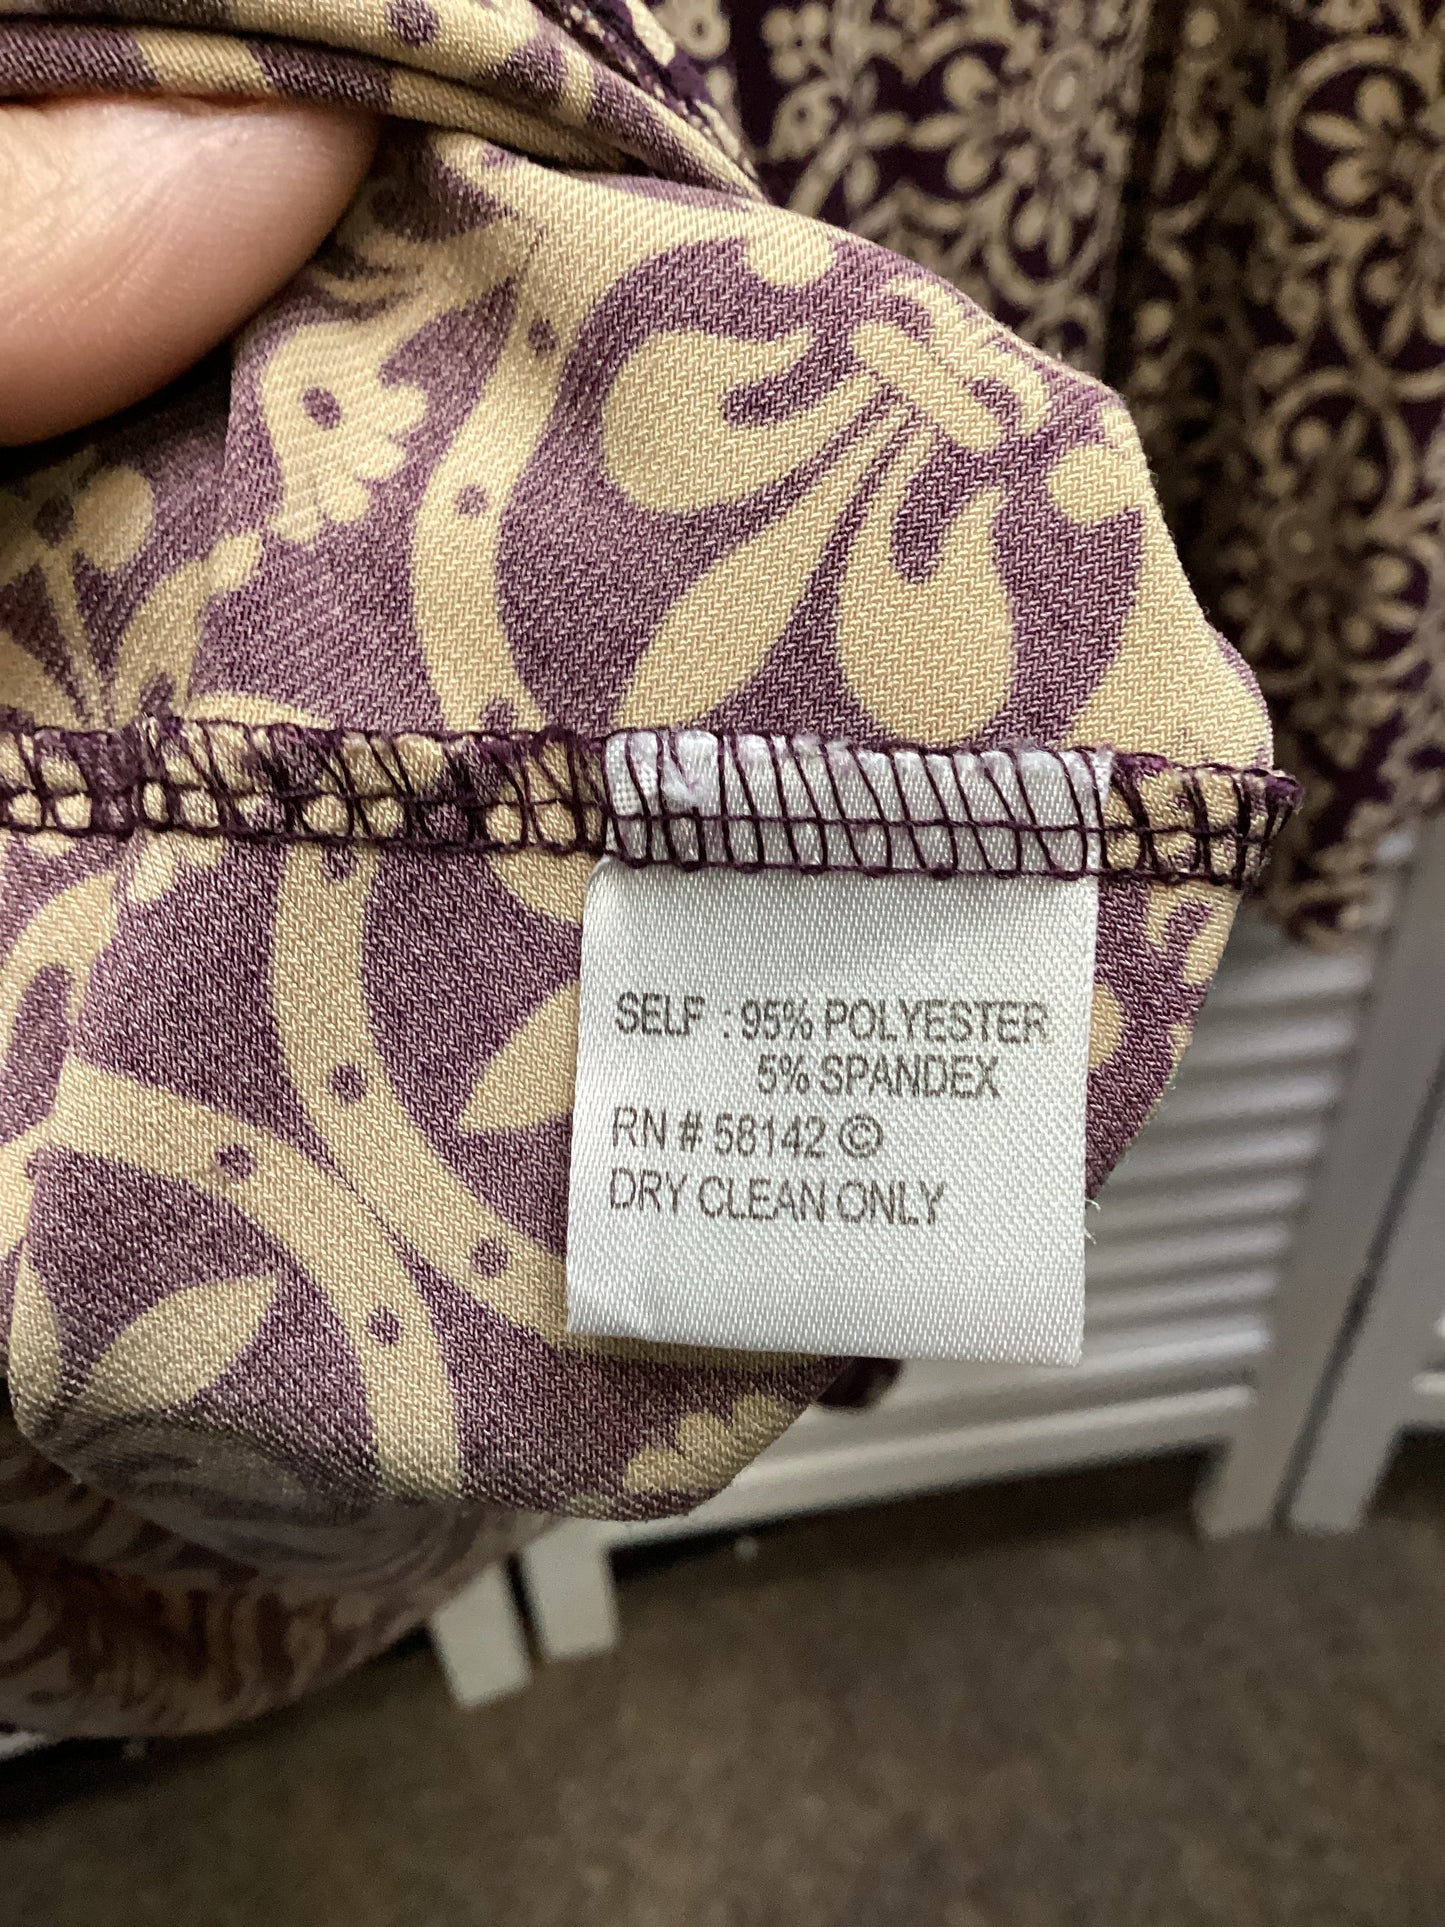 SELF : 95% POLYESTER
5% SPANDEX
RN # 58142 ©
DRY CLEAN ONLY